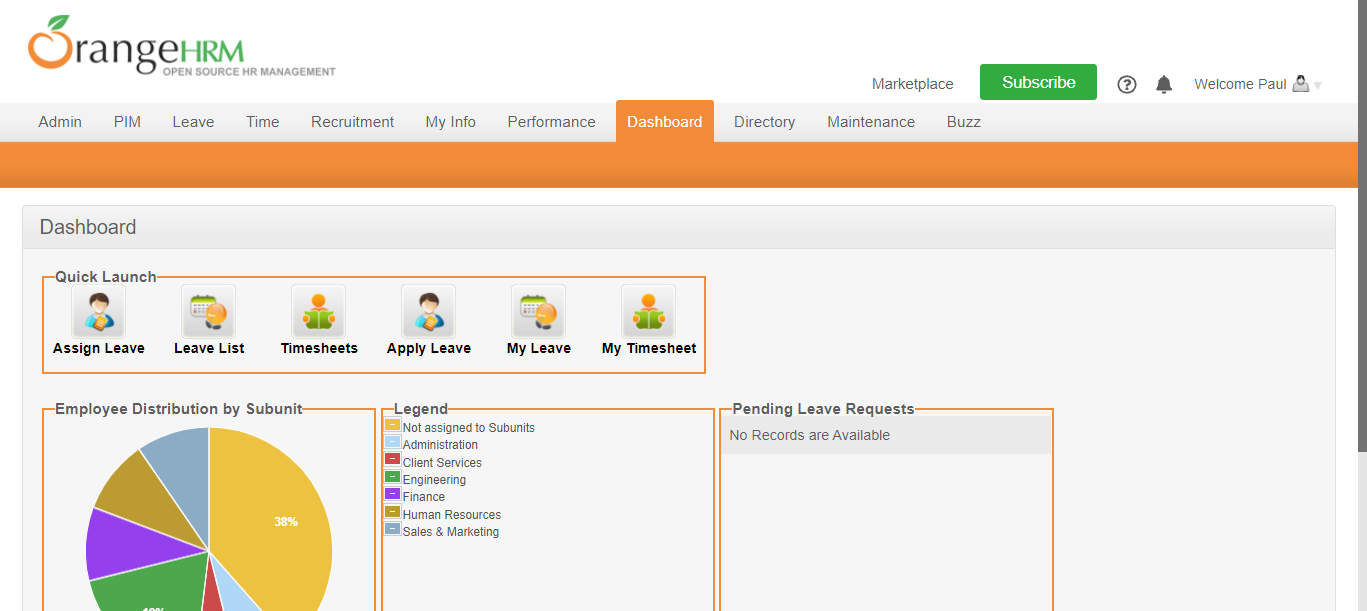 OrangeHRM
OPEN SOURCE HR MANAGEMENT
Marketplace Subscribe Welcome Paul
Admin PIM Leave Time Recruitment My Info Performance Dashboard Directory Maintenance Buzz
Dashboard
Quick Launch
Assign Leave Leave List Timesheets Apply Leave My Leave My Timesheet
Employee Distribution by Subunit
38%
Legend
Not assigned to Subunits
Administration
Client Services
Engineering
Finance
Human Resources
Sales & Marketing
Pending Leave Requests
No Records are Available